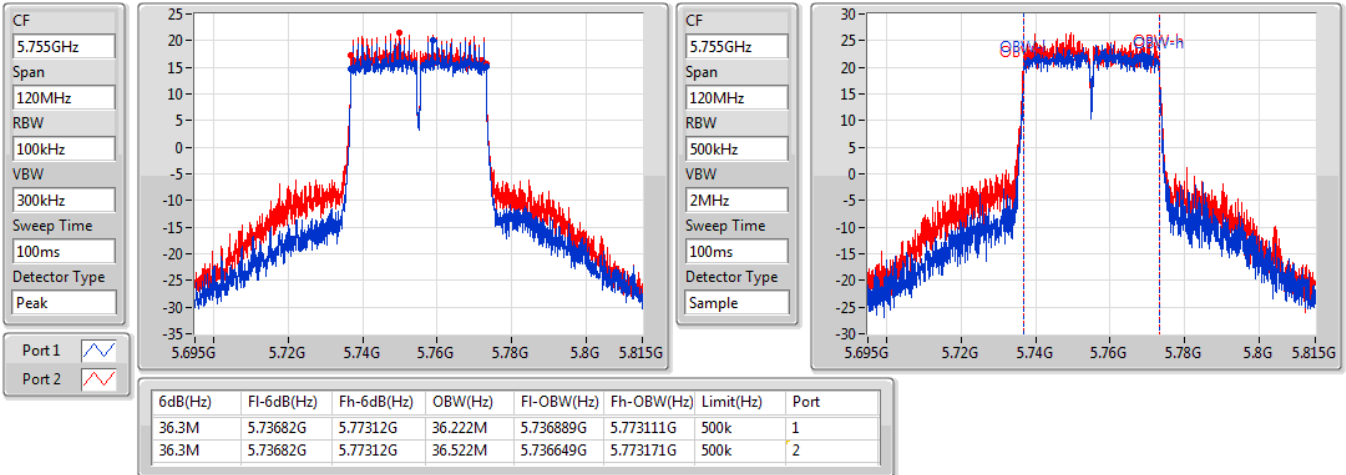 CF
5.755GHz
Span
120MHz
RBW
100kHz
VBW
300kHz
Sweep Time
100ms
Detector Type
Peak
25
20
15
10
5
0
-5
-10
-15
-20
-25
-30
-35
5.695G 5.72G 5.74G 5.76G 5.78G 5.8G 5.815G
CF
5.755GHz
Span
120MHz
RBW
500kHz
VBW
2MHz
Sweep Time
100ms
Detector Type
Sample
30
25
20
15
10
5
0
-5
-10
-15
-20
-25
-30
OBW-h
5.695G 5.72G 5.74G 5.76G 5.78G 5.8G 5.815G
Port 1
Port 2
6dB(Hz) Fl-6dB(Hz) Fh-6dB(Hz) OBW(Hz) Fl-OBW(Hz) Fh-OBW(Hz) Limit(Hz) Port
36.3M 5.73682G 5.77312G 36.222M 5.736889G 5.773111G 500k 1
36.3M 5.73682G 5.77312G 36.522M 5.736649G 5.773171G 500k 2